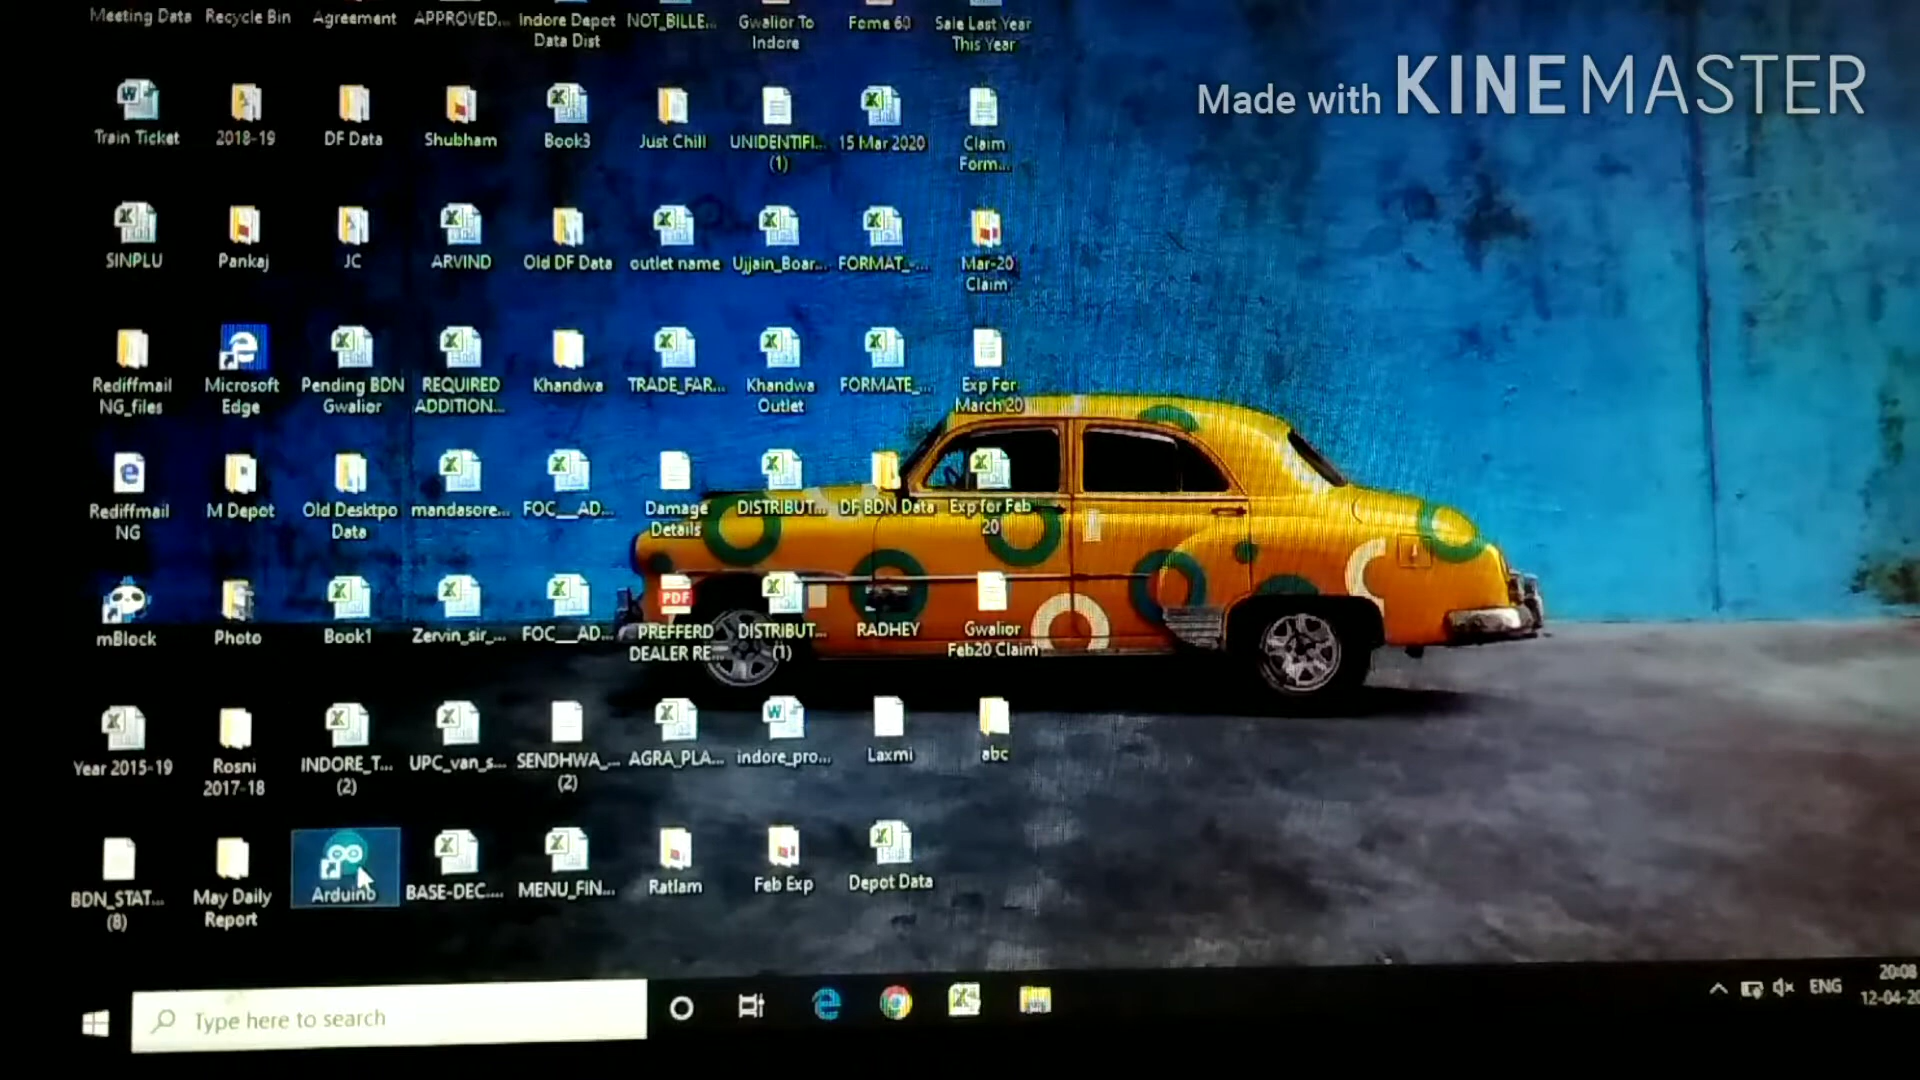 Meeting Data Recycle Bin Agreement APPROVED... Indore Depot NOT_BILLE... Gwalior To Sale Last Year
Data Dist Indore This Year
Made with KINEMASTER
Train Ticket 2018-19 DF Data Shubham Book3 Just Chill UNIDENTIFI... 15 Mar 2020 Claim
(1) Form...
SINPLU Pankaj JC ARVIND Old DF Data outlet name Ujjain_Boar... FORMAT_-... Mar-20
Claim
Rediffmail Microsoft Pending BDN REQUIRED Khandwa TRADE_FAR... Khandwa FORMATE_... Exp For
NG_files Edge Gwalior ADDITION... Outlet March 20
Rediffmail M Depot Old Desktpo mandasore... FOC__AD... Damage DISTRIBUT... DF BDN Data Exp for Feb
NG Data Details 20
PDF
mBlock Photo Book1 Zervin_sir_... FOC__AD... PREFFERD DISTRIBUT... RADHEY Gwalior
DEALER RE... (1) Feb20 Claim
Year 2015-19 Rosni INDORE_T... UPC_van_s... SENDHWA_... AGRA_PLA... indore_pro... Laxmi abc
2017-18 (2) (2)
BDN_STAT... May Daily Arduino BASE-DEC.... MENU_FIN... Ratlam Feb Exp Depot Data
(8) Report
Type here to search
ENG 20:08
12-04-20